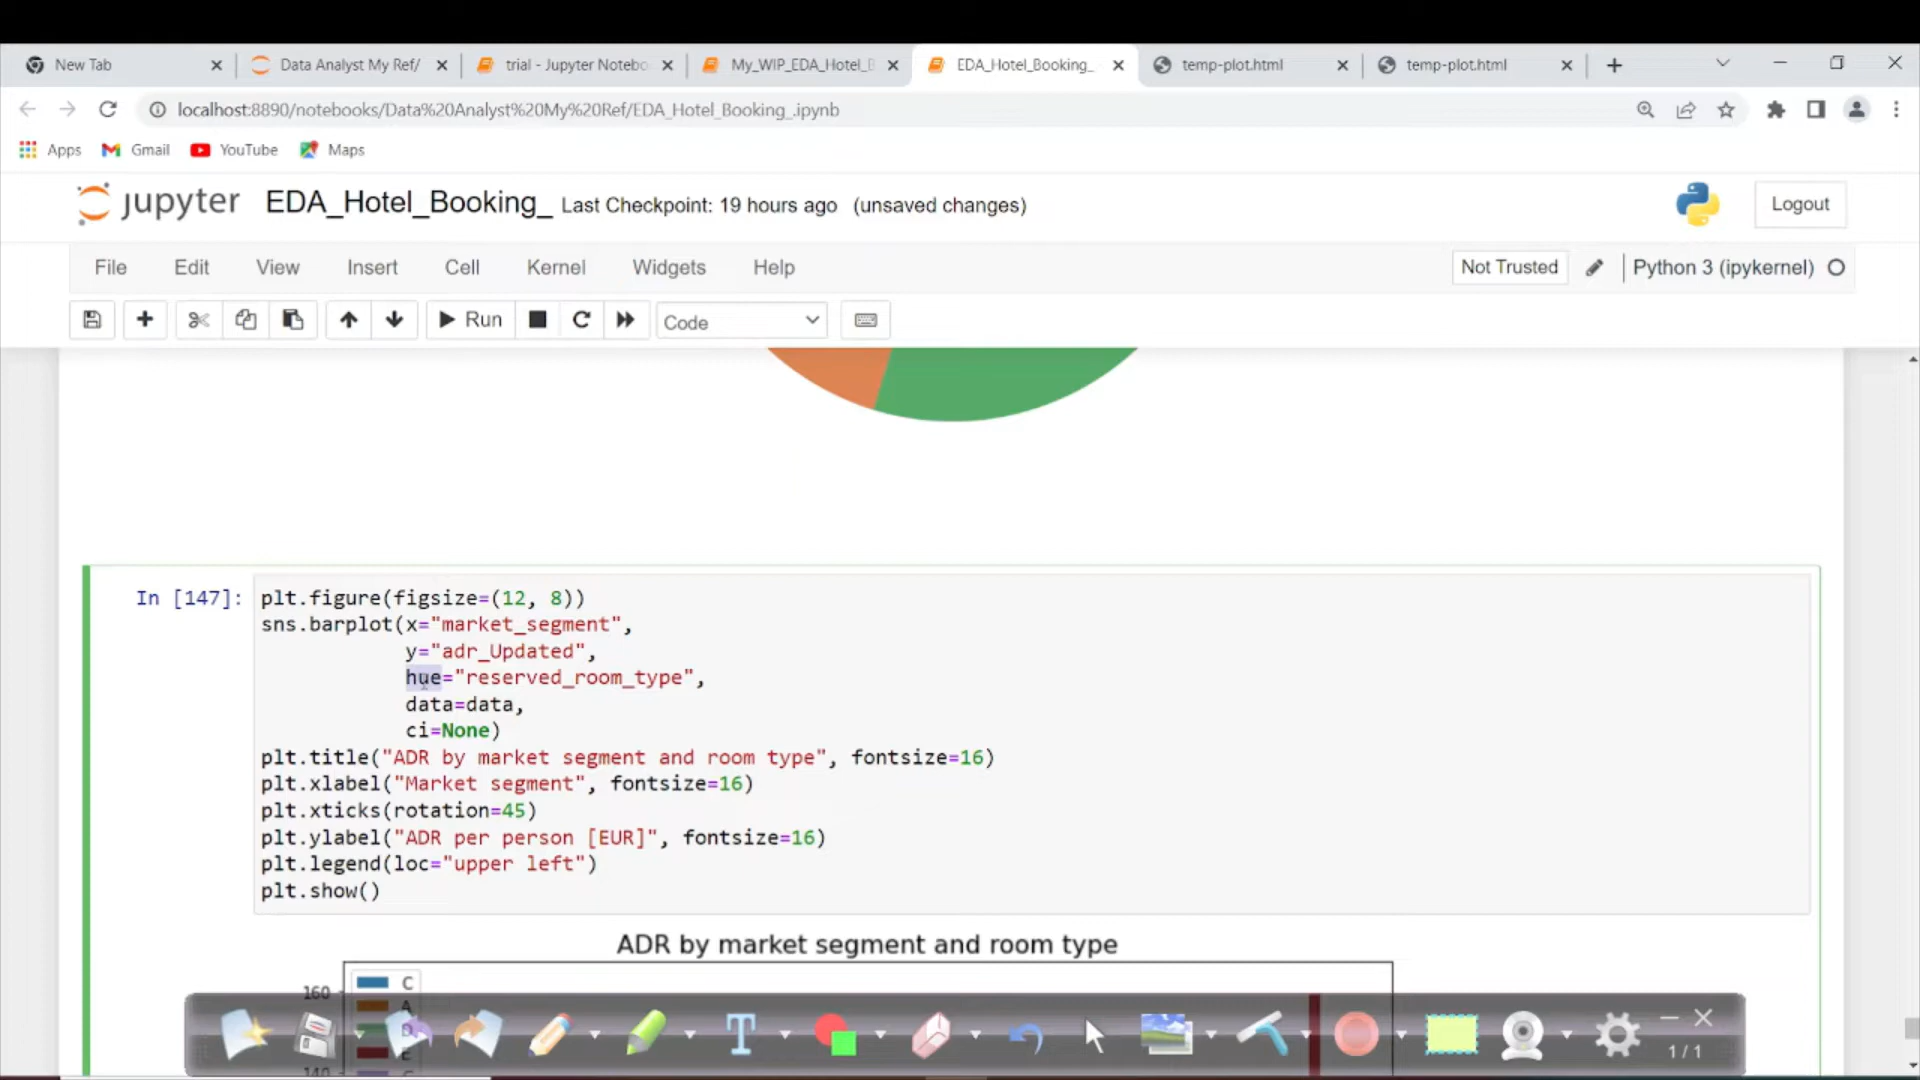 New Tab
Data Analyst My Ref/
trial - Jupyter Notebo
My_WIP_EDA_Hotel_B
EDA_Hotel_Booking_
temp-plot.html
temp-plot.html
localhost:8890/notebooks/Data%20Analyst%20My%20Ref/EDA_Hotel_Booking_.ipynb
Apps
Gmail
YouTube
Maps
jupyter
EDA_Hotel_Booking_
Last Checkpoint: 19 hours ago (unsaved changes)
Logout
File
Edit
View
Insert
Cell
Kernel
Widgets
Help
Not Trusted
Python 3 (ipykernel)
Run
Code
In [147]:
plt.figure(figsize=(12, 8))
sns.barplot(x="market_segment",
y="adr_Updated",
hue="reserved_room_type",
data=data,
ci=None)
plt.title("ADR by market segment and room type", fontsize=16)
plt.xlabel("Market segment", fontsize=16)
plt.xticks(rotation=45)
plt.ylabel("ADR per person [EUR]", fontsize=16)
plt.legend(loc="upper left")
plt.show()
ADR by market segment and room type
160
C
A
E
140
T
1/1